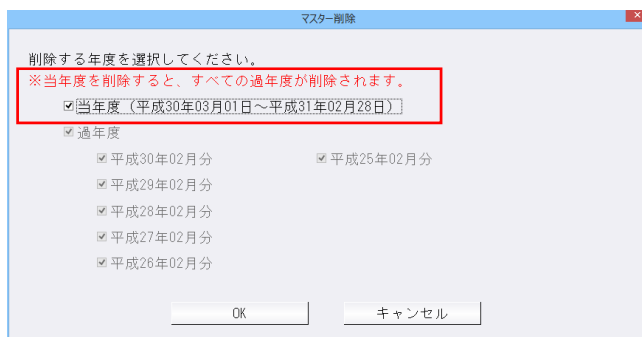 マスター削除
削除する年度を選択してください。
※当年度を削除すると、すべての過年度が削除されます。
当年度（平成30年03月01日～平成31年02月28日）
過年度
平成30年02月分 平成25年02月分
平成29年02月分
平成28年02月分
平成27年02月分
平成26年02月分
OK キャンセル